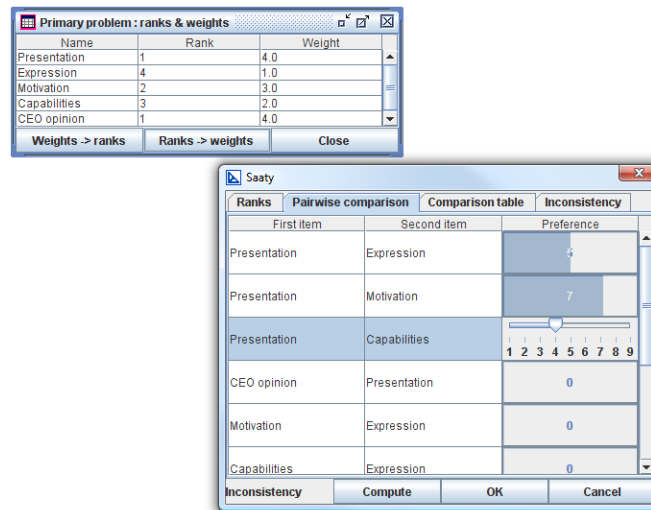 Primary problem : ranks & weights
Name Rank Weight
Presentation 1 4.0
Expression 4 1.0
Motivation 2 3.0
Capabilities 3 2.0
CEO opinion 1 4.0
Weights -> ranks Ranks -> weights Close
Saaty
Ranks Pairwise comparison Comparison table Inconsistency
First item Second item Preference
Presentation Expression 5
Presentation Motivation 7
Presentation Capabilities 1 2 3 4 5 6 7 8 9
CEO opinion Presentation 0
Motivation Expression 0
Capabilities Expression 0
Inconsistency Compute OK Cancel